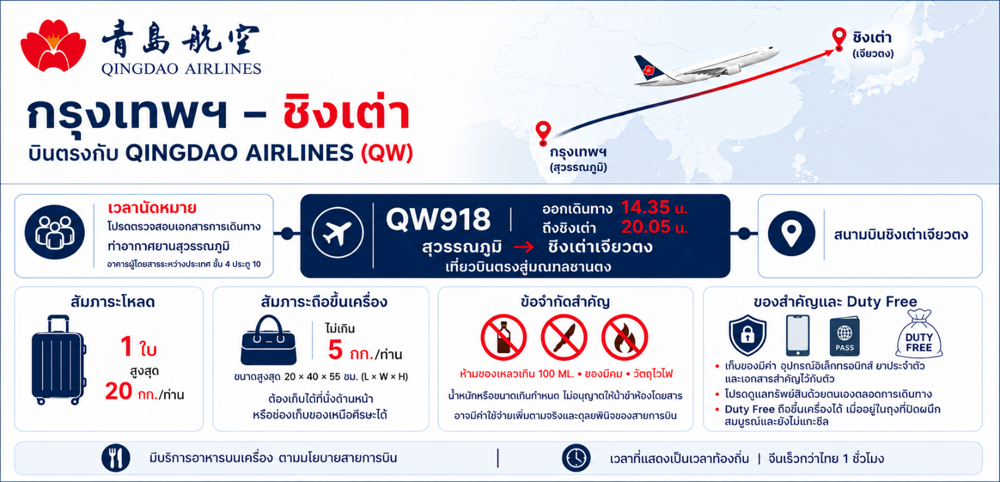 青島航空
QINGDAO AIRLINES
กรุงเทพฯ – ชิงเต่า
บินตรงกับ QINGDAO AIRLINES (QW)
ชิงเต่า
(เจียวตง)
กรุงเทพฯ
(สุวรรณภูมิ)
เวลานัดหมาย
โปรดตรวจสอบเอกสารการเดินทาง
ท่าอากาศยานสุวรรณภูมิ
อาคารผู้โดยสารระหว่างประเทศ ชั้น 4 ประตู 10
QW918 | ออกเดินทาง 14.35 น.
ถึงชิงเต่า 20.05 น.
สุวรรณภูมิ → ชิงเต่าเจียวตง
เที่ยวบินตรงสู่มณฑลซานตง
สนามบินชิงเต่าเจียวตง
สัมภาระโหลด
1 ใบ
สูงสุด
20 กก./ท่าน
สัมภาระถือขึ้นเครื่อง
ไม่เกิน
5 กก./ท่าน
ขนาดสูงสุด 20 × 40 × 55 ซม. (L × W × H)
ต้องเก็บใต้ที่นั่งด้านหน้า
หรือช่องเก็บของเหนือศีรษะได้
ข้อจำกัดสำคัญ
ห้ามของเหลวเกิน 100 ML. • ของมีคม • วัตถุไวไฟ
น้ำหนักหรือขนาดเกินกำหนด ไม่อนุญาตให้นำเข้าห้องโดยสาร
อาจมีค่าใช้จ่ายเพิ่มตามจริงและดุลยพินิจของสายการบิน
ของสำคัญและ Duty Free
PASS
DUTY
FREE
• เก็บของมีค่า อุปกรณ์อิเล็กทรอนิกส์ ยาประจำตัว
และเอกสารสำคัญไว้กับตัว
• โปรดดูแลทรัพย์สินด้วยตนเองตลอดการเดินทาง
• Duty Free ถือขึ้นเครื่องได้ เมื่ออยู่ในถุงที่ปิดผนึก
สมบูรณ์และยังไม่แกะซีล
มีบริการอาหารบนเครื่อง ตามนโยบายสายการบิน
เวลาที่แสดงเป็นเวลาท้องถิ่น | จีนเร็วกว่าไทย 1 ชั่วโมง